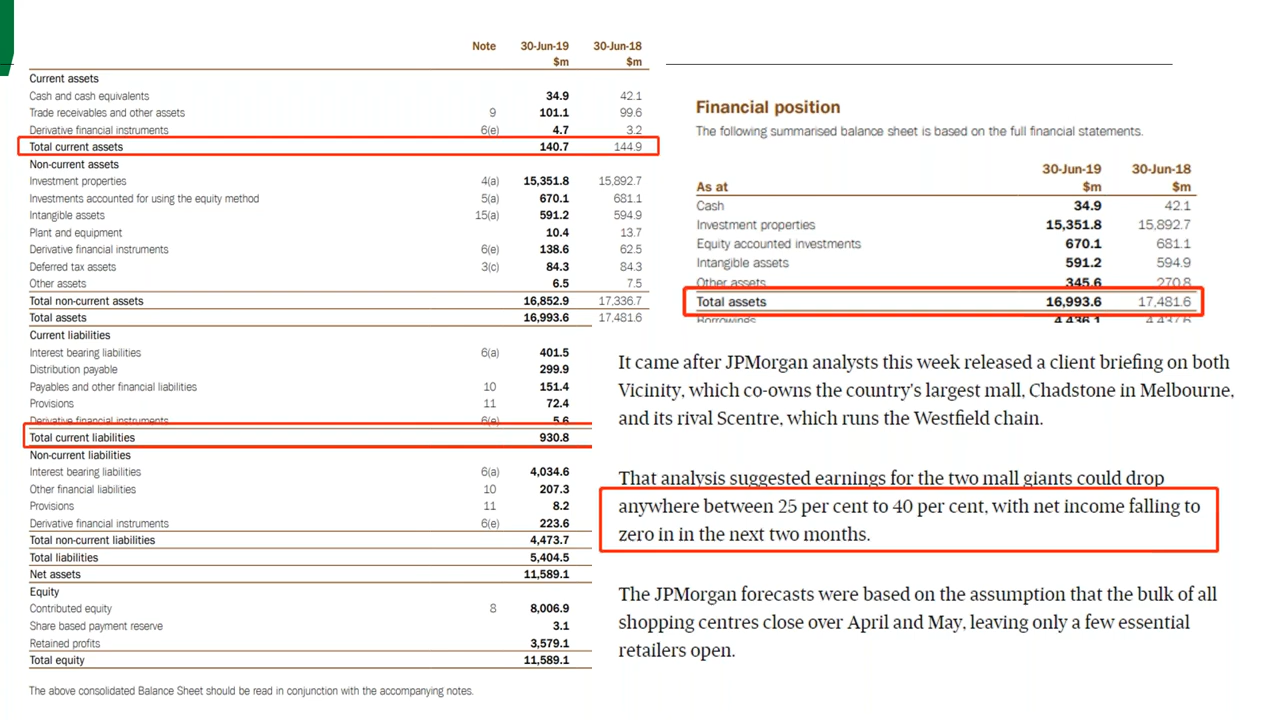 Note 30-Jun-19 30-Jun-18
$m $m
Current assets
Cash and cash equivalents 34.9 42.1
Trade receivables and other assets 9 101.1 99.6
Derivative financial instruments 6(e) 4.7 3.2
Total current assets 140.7 144.9
Non-current assets
Investment properties 4(a) 15,351.8 15,892.7
Investments accounted for using the equity method 5(a) 670.1 681.1
Intangible assets 15(a) 591.2 594.9
Plant and equipment 10.4 13.7
Derivative financial instruments 6(e) 138.6 62.5
Deferred tax assets 3(c) 84.3 84.3
Other assets 6.5 7.5
Total non-current assets 16,852.9 17,336.7
Total assets 16,993.6 17,481.6
Current liabilities
Interest bearing liabilities 6(a) 401.5
Distribution payable 299.9
Payables and other financial liabilities 10 151.4
Provisions 11 72.4
Derivative financial instruments 6(e) 5.6
Total current liabilities 930.8
Non-current liabilities
Interest bearing liabilities 6(a) 4,034.6
Other financial liabilities 10 207.3
Provisions 11 8.2
Derivative financial instruments 6(e) 223.6
Total non-current liabilities 4,473.7
Total liabilities 5,404.5
Net assets 11,589.1
Equity
Contributed equity 8 8,006.9
Share based payment reserve 3.1
Retained profits 3,579.1
Total equity 11,589.1
The above consolidated Balance Sheet should be read in conjunction with the accompanying notes.
Financial position
The following summarised balance sheet is based on the full financial statements.
30-Jun-19 30-Jun-18
As at $m $m
Cash 34.9 42.1
Investment properties 15,351.8 15,892.7
Equity accounted investments 670.1 681.1
Intangible assets 591.2 594.9
Other assets 345.6 270.8
Total assets 16,993.6 17,481.6
Borrowings 4,436.1 4,437.6
It came after JPMorgan analysts this week released a client briefing on both
Vicinity, which co-owns the country's largest mall, Chadstone in Melbourne,
and its rival Scentre, which runs the Westfield chain.
That analysis suggested earnings for the two mall giants could drop
anywhere between 25 per cent to 40 per cent, with net income falling to
zero in in the next two months.
The JPMorgan forecasts were based on the assumption that the bulk of all
shopping centres close over April and May, leaving only a few essential
retailers open.